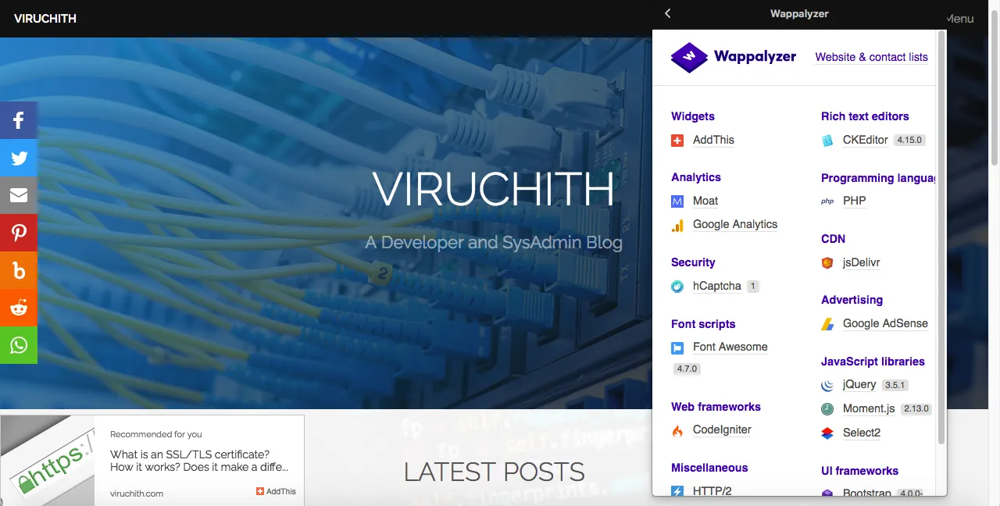 VIRUCHITH
Menu
VIRUCHITH
A Developer and SysAdmin Blog
2
LATEST POSTS
Recommended for you
What is an SSL/TLS certificate?
How it works? Does it make a diffe...
viruchith.com
AddThis
https:/
Wappalyzer
Wappalyzer
Website & contact lists
Widgets
AddThis
Analytics
Moat
Google Analytics
Security
hCaptcha 1
Font scripts
Font Awesome
4.7.0
Web frameworks
CodeIgniter
Miscellaneous
HTTP/2
Rich text editors
CKEditor 4.15.0
Programming languag
php PHP
CDN
jsDelivr
Advertising
Google AdSense
JavaScript libraries
jQuery 3.5.1
Moment.js 2.13.0
Select2
UI frameworks
Bootstrap 4.0.0-